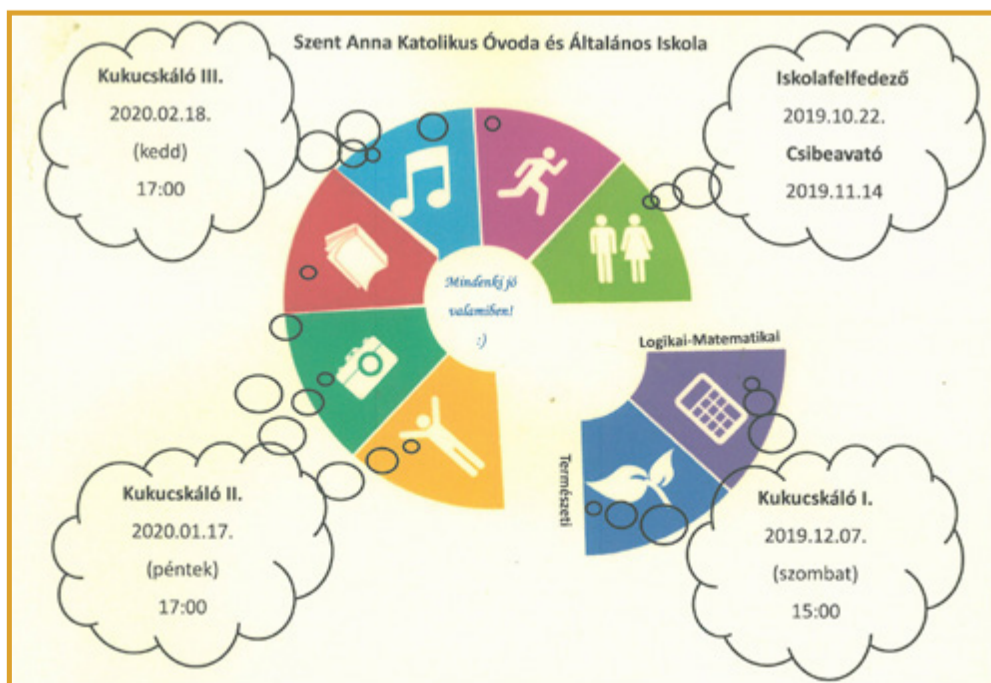 Szent Anna Katolikus Óvoda és Általános Iskola
Kukucskáló III.
2020.02.18.
(kedd)
17:00
Iskolafelfedező
2019.10.22.
Csibeavató
2019.11.14
Mindenki jó
valamiben!
:)
Logikai-Matematikai
Természeti
Kukucskáló II.
2020.01.17.
(péntek)
17:00
Kukucskáló I.
2019.12.07.
(szombat)
15:00